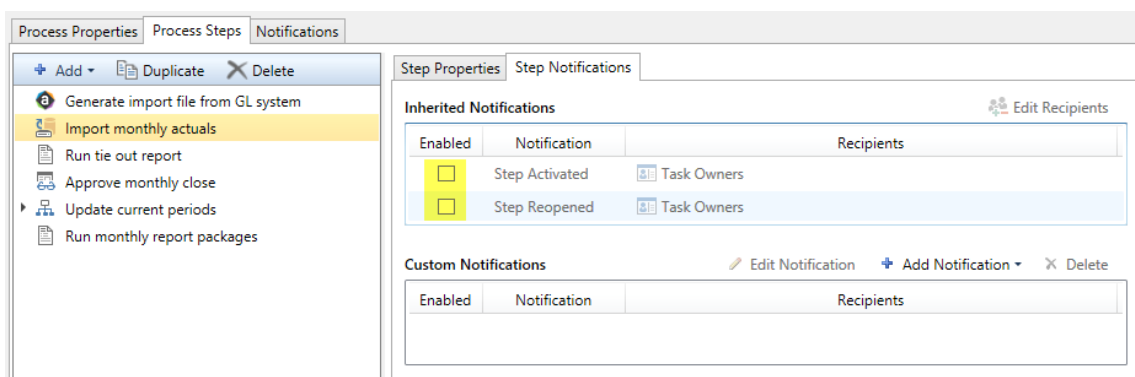 Process Properties Process Steps Notifications
Add Duplicate Delete
Generate import file from GL system
Import monthly actuals
Run tie out report
Approve monthly close
Update current periods
Run monthly report packages
Step Properties Step Notifications
Inherited Notifications Edit Recipients
Enabled Notification Recipients
Step Activated Task Owners
Step Reopened Task Owners
Custom Notifications Edit Notification Add Notification Delete
Enabled Notification Recipients